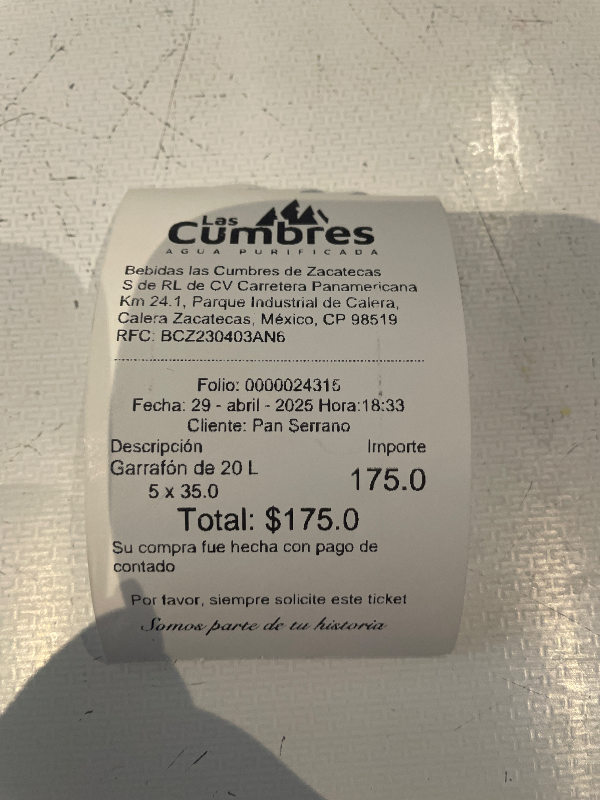 Las
Cumbres
AGUA PURIFICADA
Bebidas las Cumbres de Zacatecas
S de RL de CV Carretera Panamericana
Km 24.1, Parque Industrial de Calera,
Calera Zacatecas, México, CP 98519
RFC: BCZ230403AN6
Folio: 0000024315
Fecha: 29 - abril - 2025 Hora:18:33
Cliente: Pan Serrano
Descripción Importe
Garrafón de 20 L
5 x 35.0 175.0
Total: $175.0
Su compra fue hecha con pago de
contado
Por favor, siempre solicite este ticket
Somos parte de tu historia